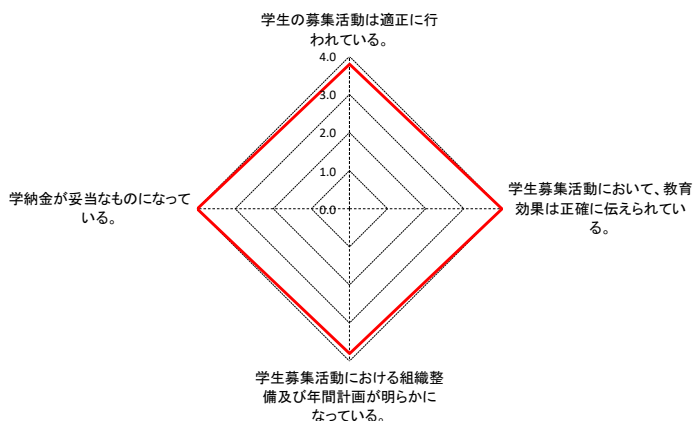 学生の募集活動は適正に行
われている。
4.0
3.0
2.0
1.0
0.0
学納金が妥当なものになって
いる。
学生募集活動において、教育
効果は正確に伝えられてい
る。
学生募集活動における組織整
備及び年間計画が明らかに
なっている。